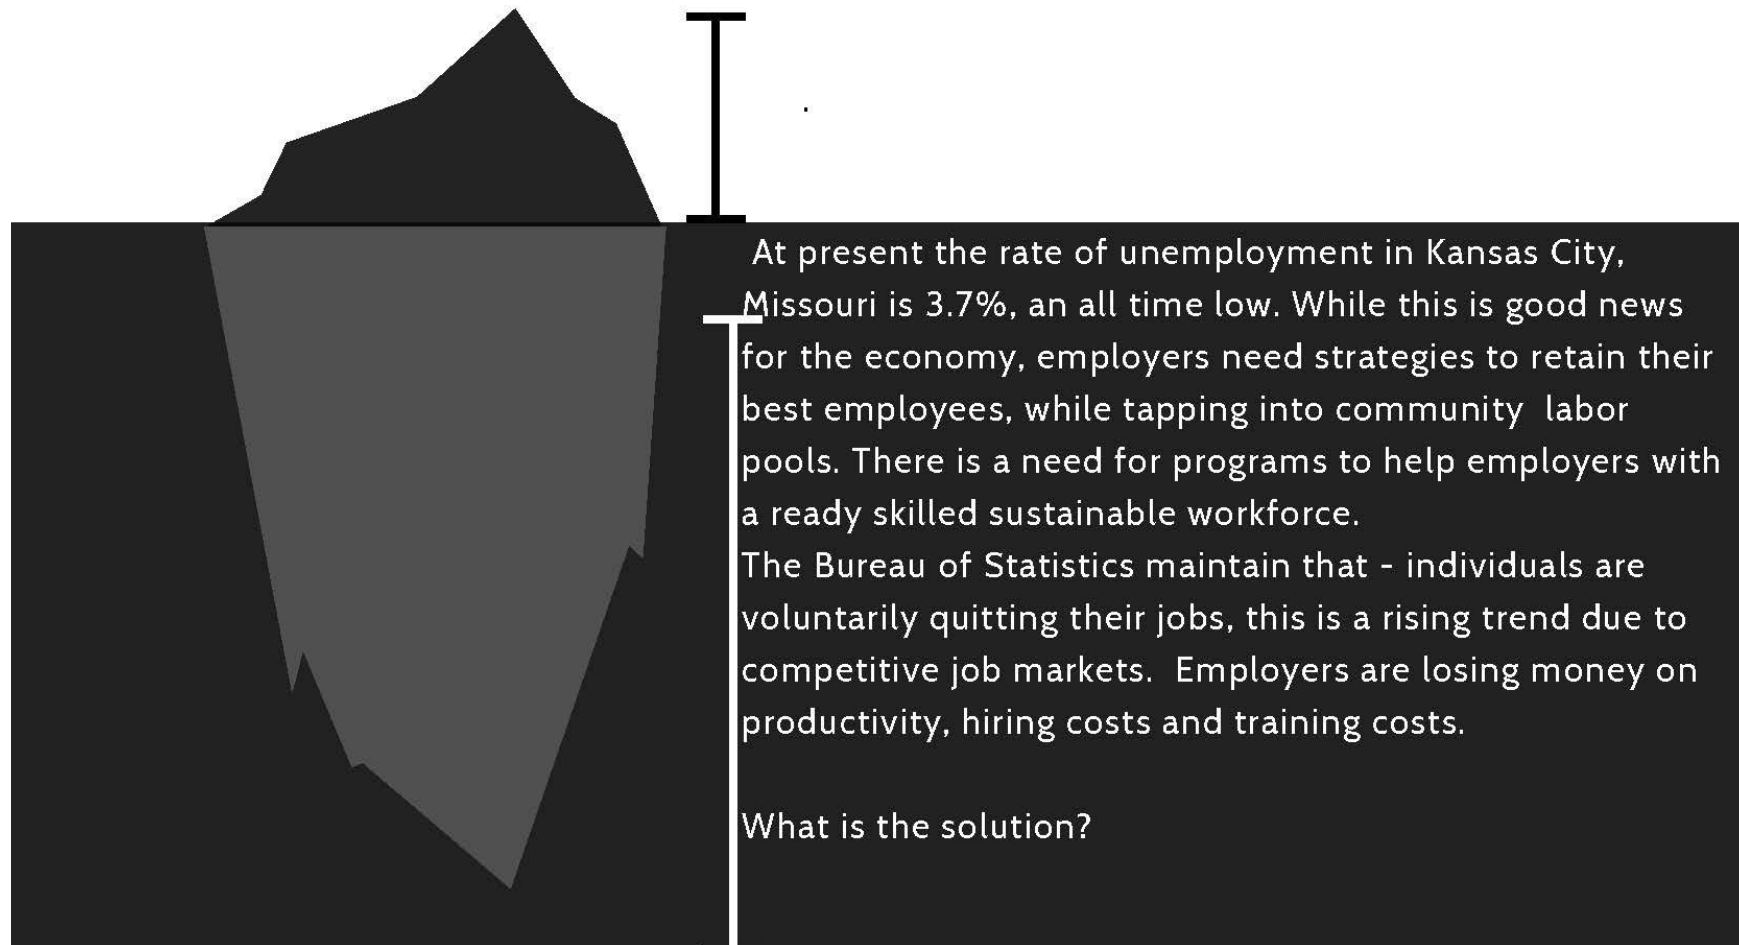 At present the rate of unemployment in Kansas City,
Missouri is 3.7%, an all time low. While this is good news
for the economy, employers need strategies to retain their
best employees, while tapping into community  labor
pools. There is a need for programs to help employers with
a ready skilled sustainable workforce.
The Bureau of Statistics maintain that - individuals are
voluntarily quitting their jobs, this is a rising trend due to
competitive job markets.  Employers are losing money on
productivity, hiring costs and training costs.
What is the solution?